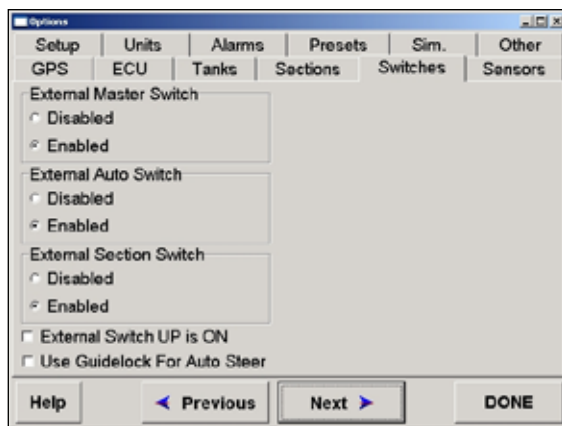 Options
Setup Units Alarms Presets Sim. Other
GPS ECU Tanks Sections Switches Sensors
External Master Switch
Disabled
Enabled
External Auto Switch
Disabled
Enabled
External Section Switch
Disabled
Enabled
External Switch UP is ON
Use Guidelock For Auto Steer
Help Previous Next DONE